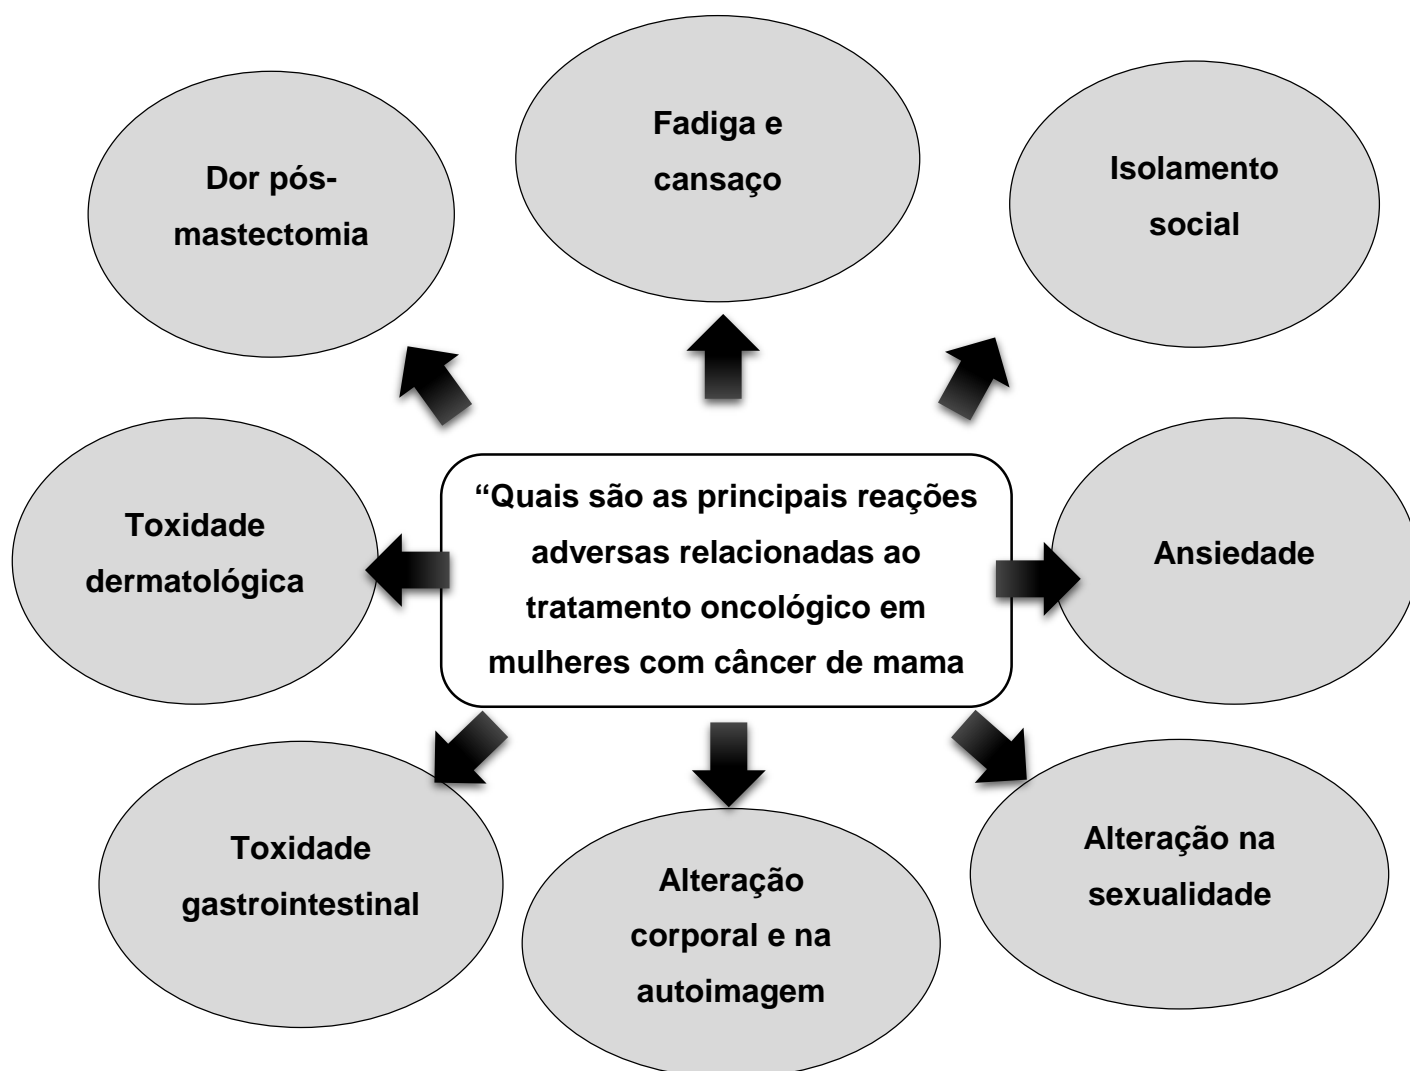 Fadiga e
cansaço
Dor pós-
mastectomia
Isolamento
social
“Quais são as principais reações
adversas relacionadas ao
tratamento oncológico em
mulheres com câncer de mama
Toxidade
dermatológica
Ansiedade
Toxidade
gastrointestinal
Alteração
corporal e na
autoimagem
Alteração na
sexualidade